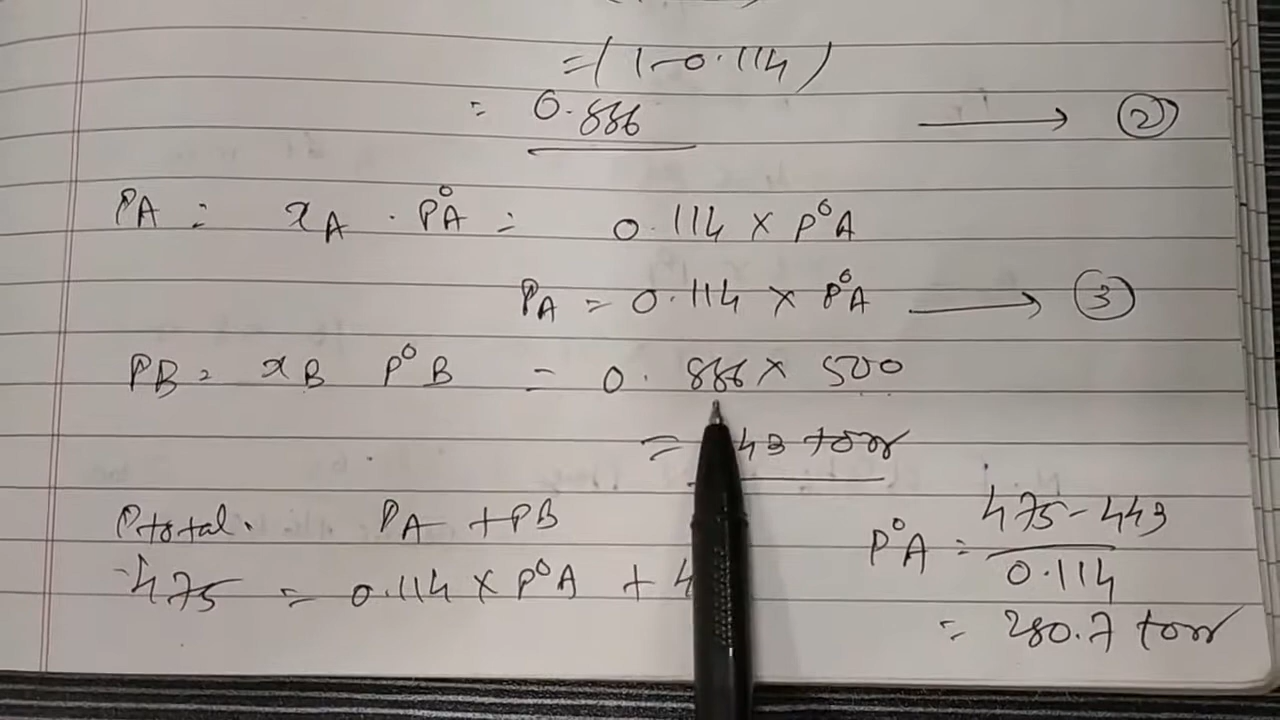 =(1-0.114)
= 0.886 → ②
PA = xA . P°A = 0.114 x P°A
PA = 0.114 x P°A → ③
PB = xB P°B = 0.886 x 500
= 43 torr
Ptotal. PA + PB
475 = 0.114 x P°A + 4
P°A = 475-443
0.114
= 280.7 torr